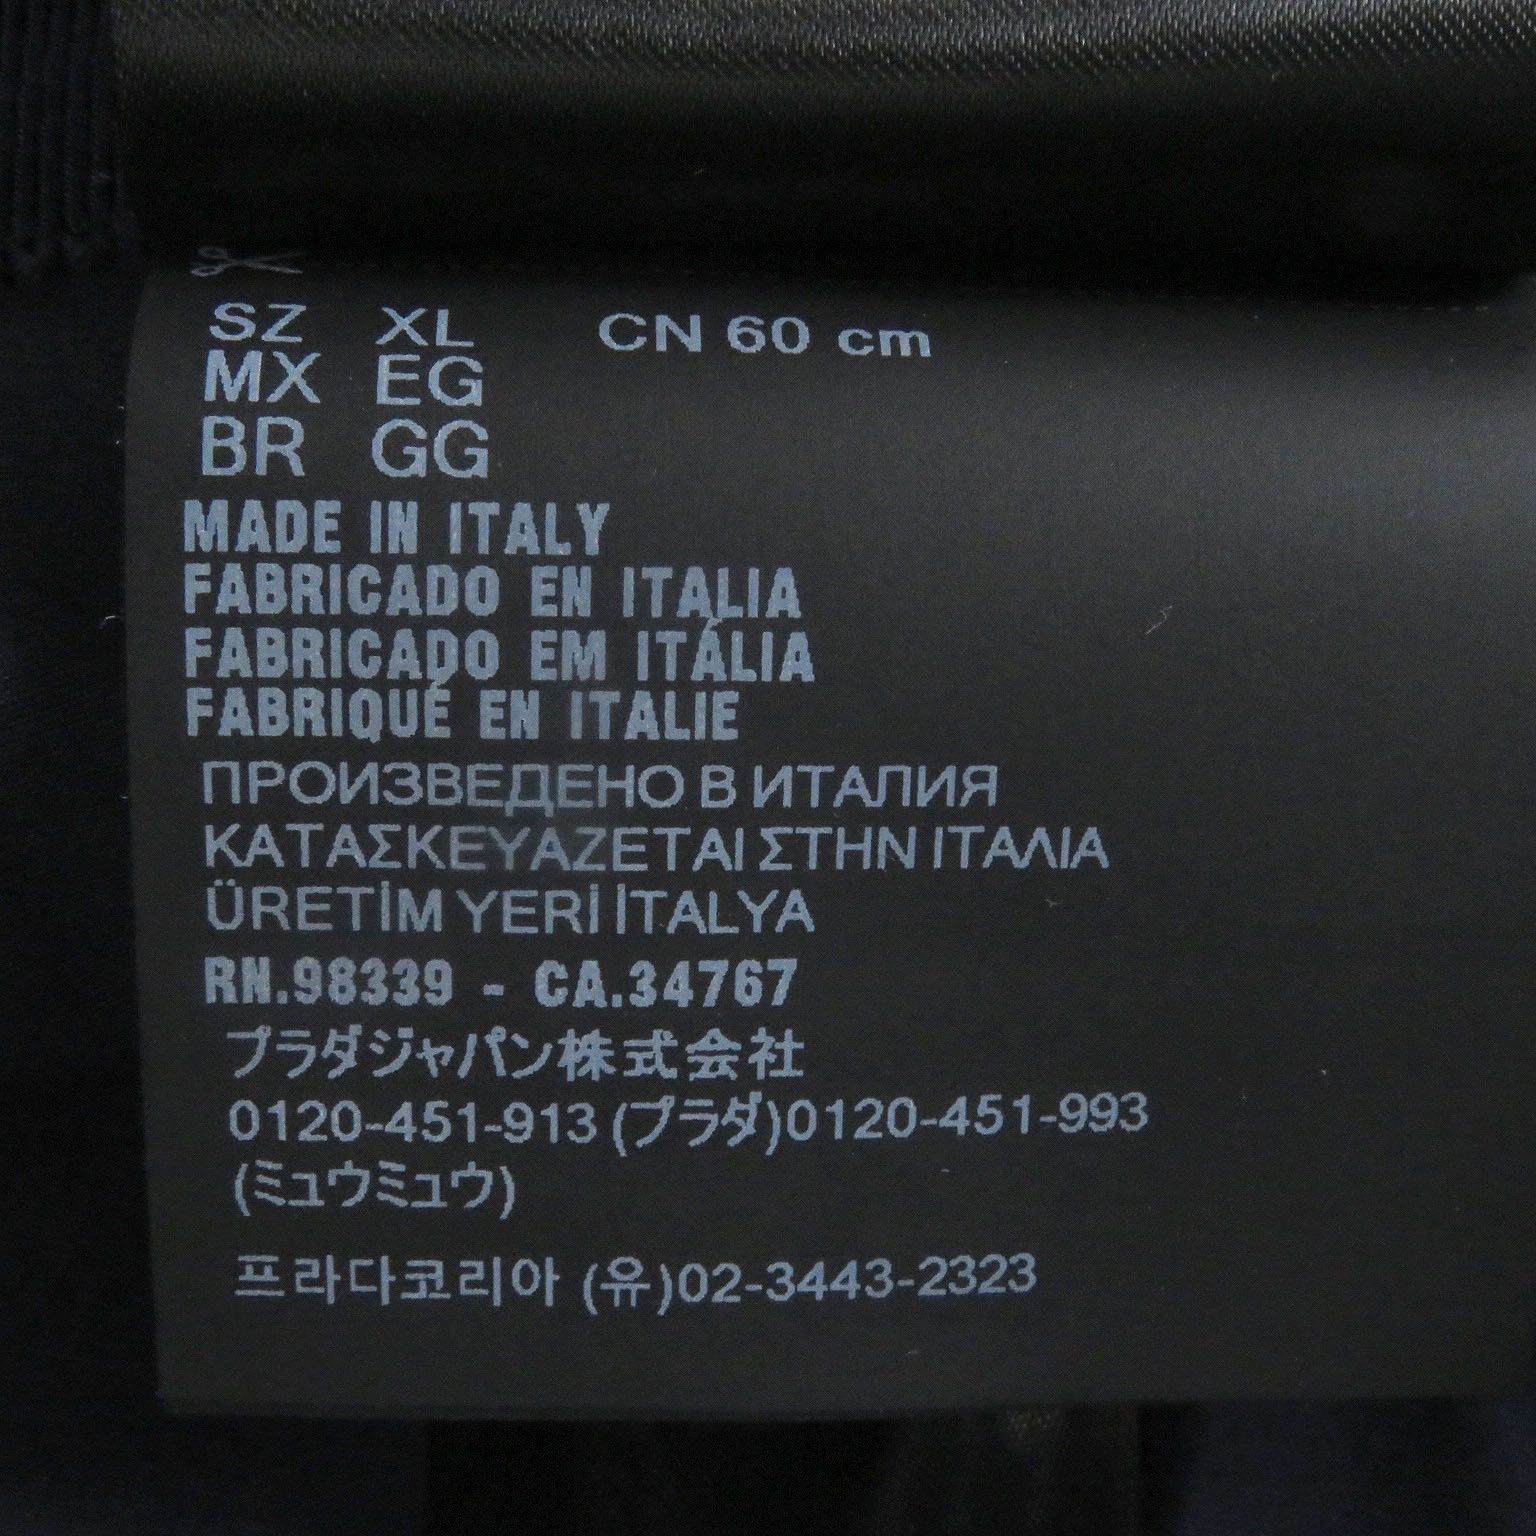 SZ XL CN 60 cm
MX EG
BR GG
MADE IN ITALY
FABRICADO EN ITALIA
FABRICADO EM ITÁLIA
FABRIQUÉ EN ITALIE
ПРОИЗВЕДЕНО В ИТАЛИЯ
ΚΑΤΑΣΚΕΥΑΖΕΤΑΙ ΣΤΗΝ ΙΤΑΛΙΑ
ÜRETİM YERİ İTALYA
RN.98339 - CA.34767
プラダジャパン株式会社
0120-451-913 (プラダ)0120-451-993
(ミュウミュウ)
프라다코리아 (유)02-3443-2323